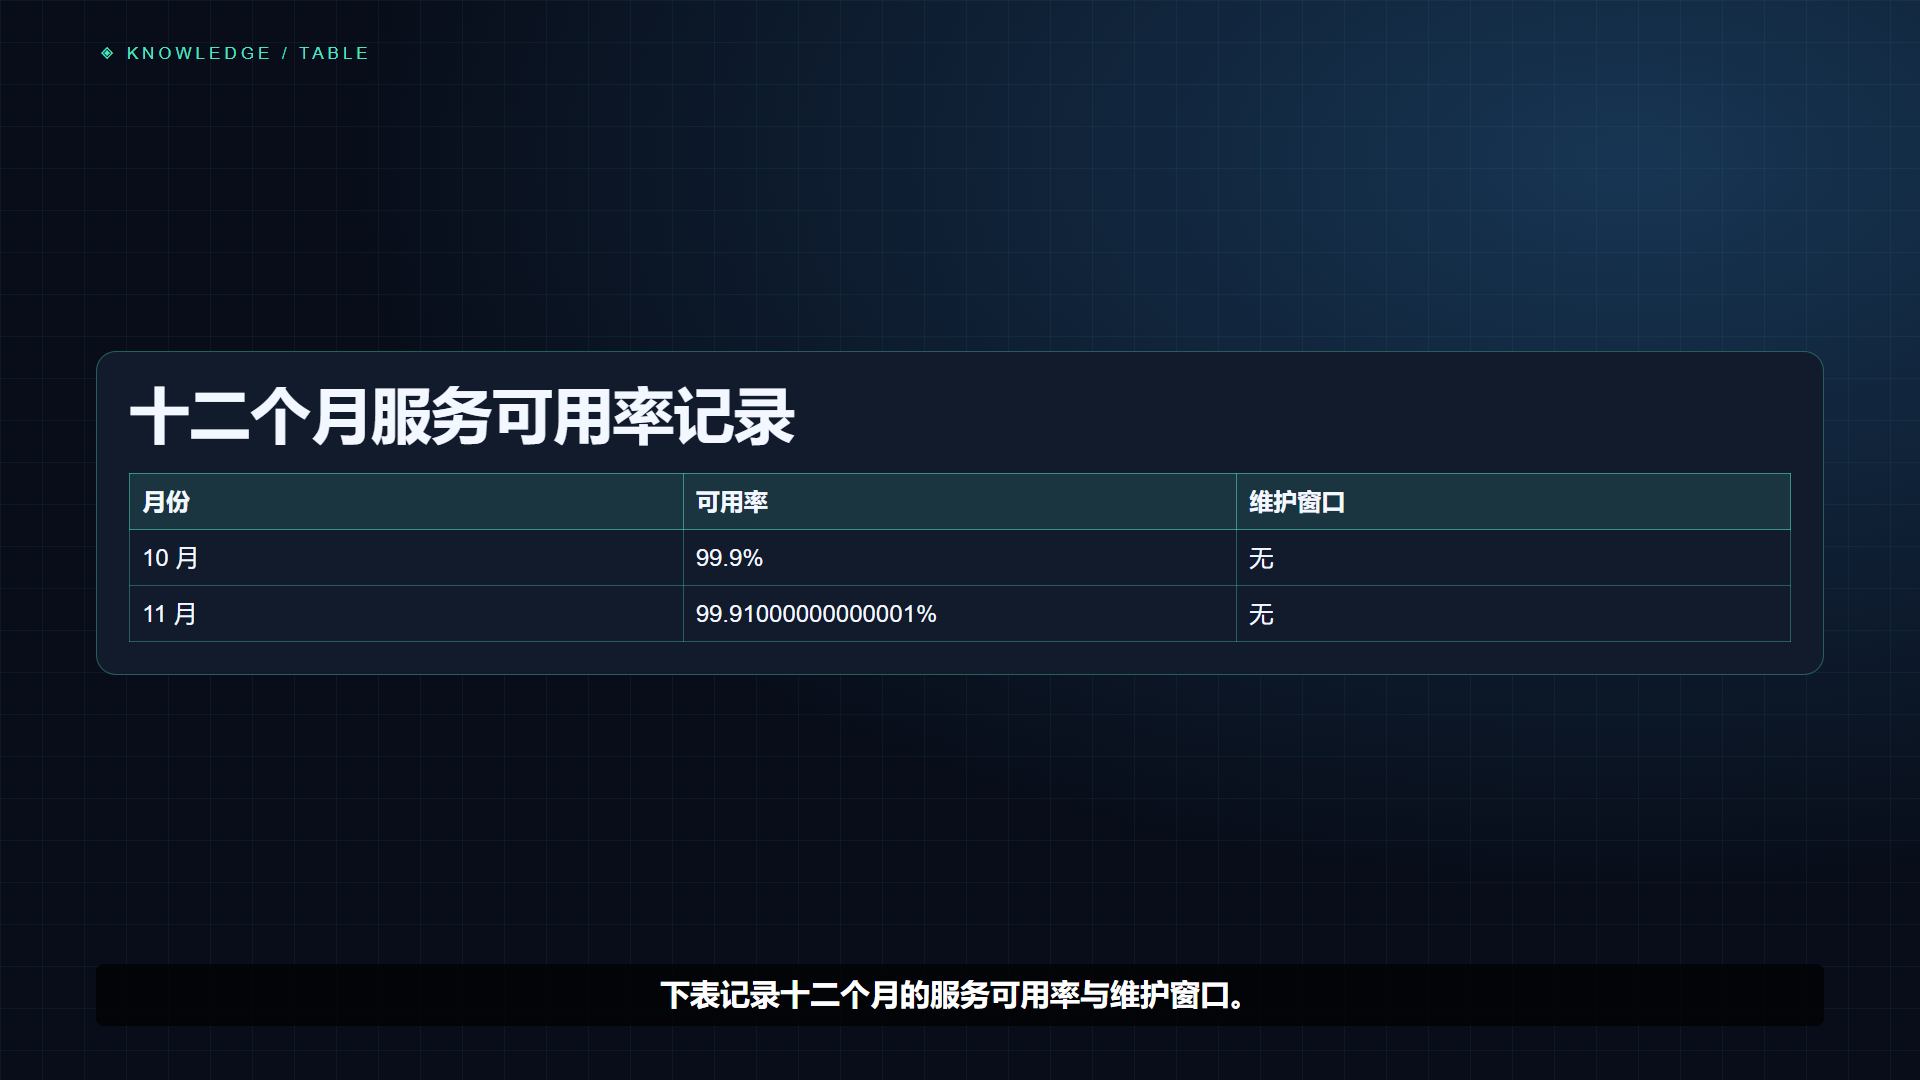 ◈ KNOWLEDGE / TABLE
十二个月服务可用率记录
月份 可用率 维护窗口
10 月 99.9% 无
11 月 99.91000000000001% 无
下表记录十二个月的服务可用率与维护窗口。